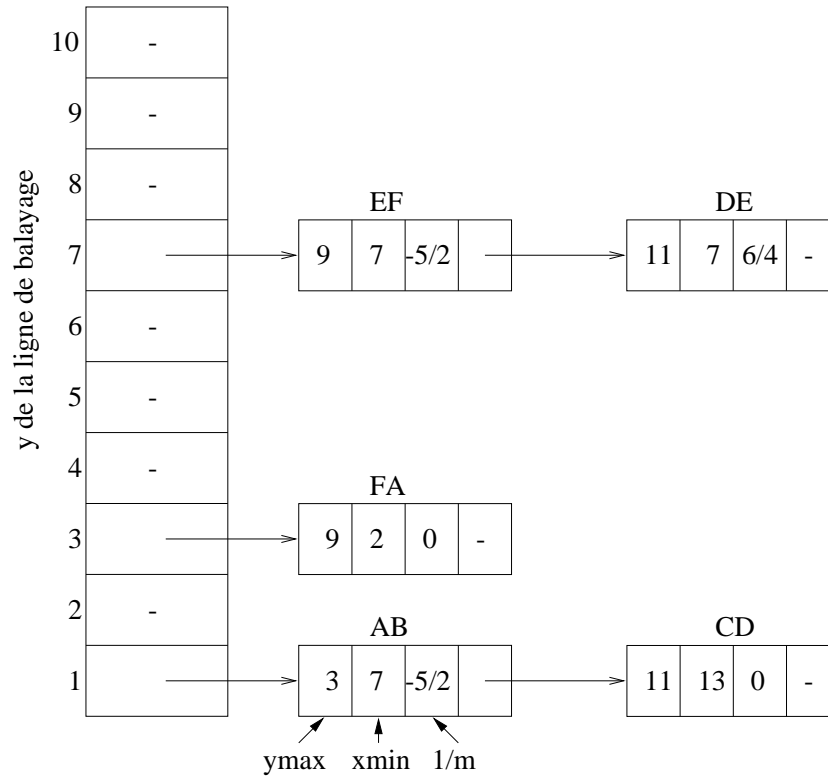 y de la ligne de balayage
10 -
9 -
8 -
EF DE
7 9 7 -5/2 11 7 6/4 -
6 -
5 -
4 -
FA
3 9 2 0 -
2 -
AB CD
1 3 7 -5/2 11 13 0 -
ymax xmin 1/m